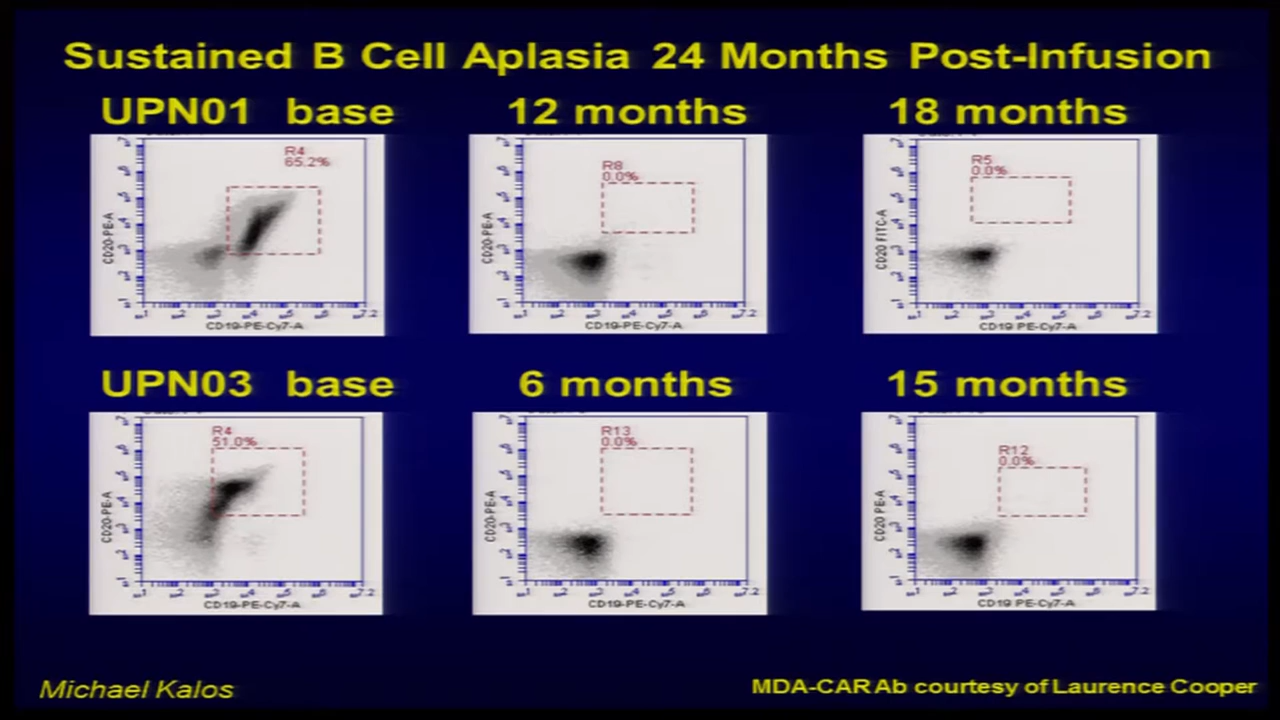 Sustained B Cell Aplasia 24 Months Post-Infusion
UPN01 base
12 months
18 months
R4
65.2%
CD20-PE-A
CD19-PE-Cy7-A
R8
0.0%
CD20-PE-A
CD19-PE-Cy7-A
R5
0.0%
CD20 FITC-A
CD19 PE-Cy7-A
UPN03 base
6 months
15 months
R4
51.0%
CD20-PE-A
CD19-PE-Cy7-A
R13
0.0%
CD20-PE-A
CD19-PE-Cy7-A
R12
0.0%
CD20 PE-A
CD19 PE-Cy7-A
Michael Kalos
MDA-CAR Ab courtesy of Laurence Cooper